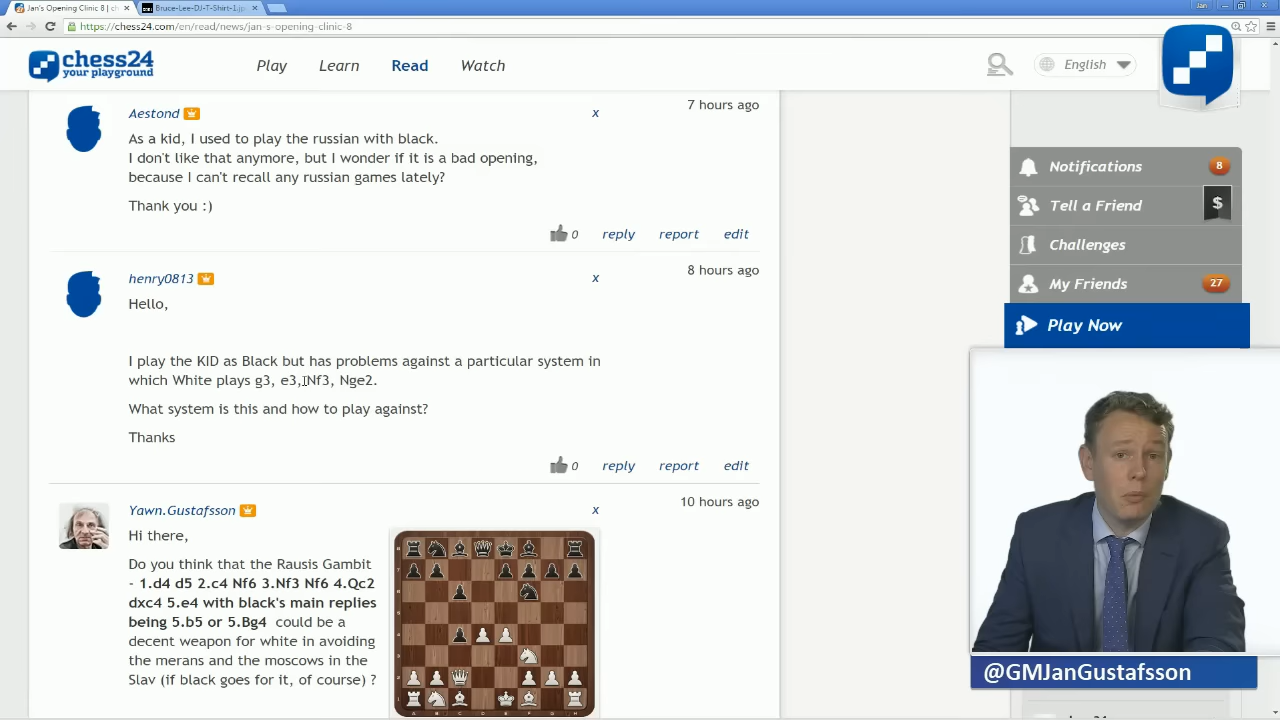 Jan's Opening Clinic 8 | ch
Bruce-Lee-DJ-T-Shirt-1.jp
Jan
https://chess24.com/en/read/news/jan-s-opening-clinic-8
chess24
your playground
Play
Learn
Read
Watch
English
Aestond
x
7 hours ago
As a kid, I used to play the russian with black.
I don't like that anymore, but I wonder if it is a bad opening,
because I can't recall any russian games lately?
Thank you :)
0
reply
report
edit
henry0813
x
8 hours ago
Hello,
I play the KID as Black but has problems against a particular system in
which White plays g3, e3, Nf3, Nge2.
What system is this and how to play against?
Thanks
0
reply
report
edit
Yawn.Gustafsson
x
10 hours ago
Hi there,
Do you think that the Rausis Gambit
- 1.d4 d5 2.c4 Nf6 3.Nf3 Nf6 4.Qc2
dxc4 5.e4 with black's main replies
being 5.b5 or 5.Bg4 could be a
decent weapon for white in avoiding
the merans and the moscows in the
Slav (if black goes for it, of course) ?
Notifications
8
Tell a Friend
$
Challenges
My Friends
27
Play Now
@GMJanGustafsson